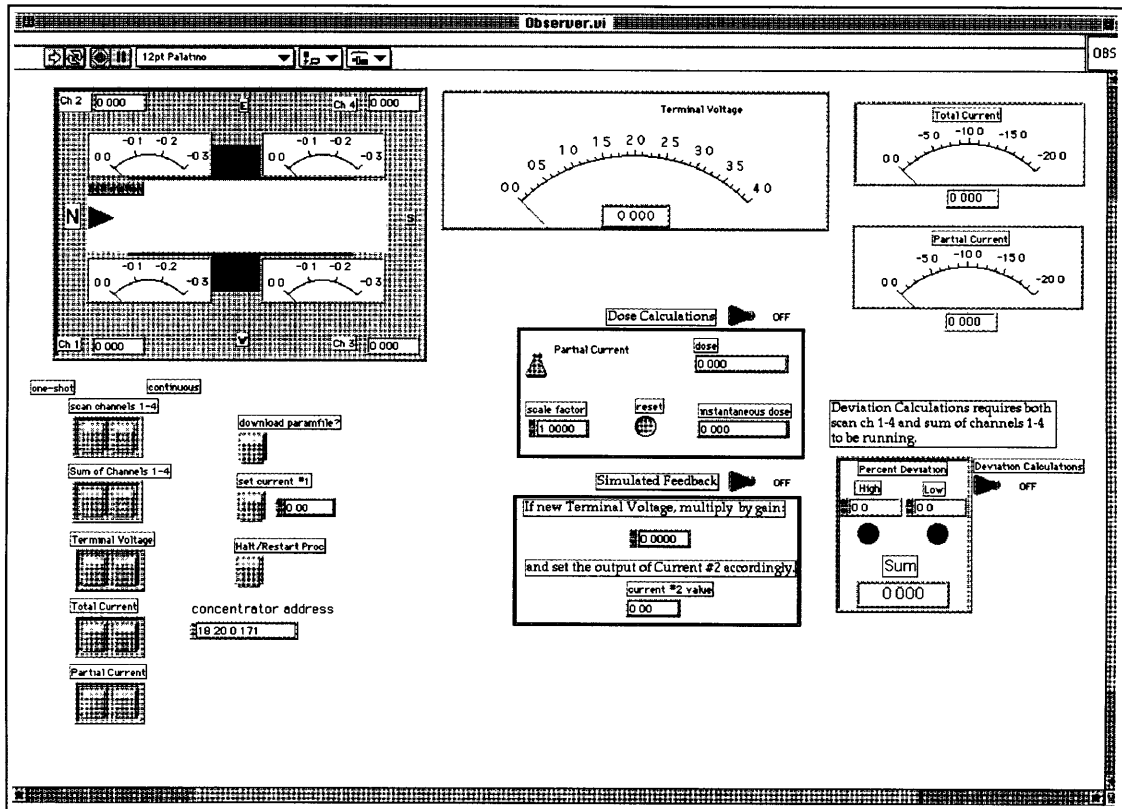 Observer.vi
12pt Palatino
OBS
Ch 2
0 000
E
Ch 4
0 000
0 0
-0 1
-0 2
-0 3
0 0
-0 1
-0 2
-0 3
N
S
0 0
-0 1
-0 2
-0 3
0 0
-0 1
-0 2
-0 3
Ch 1
0 000
W
Ch 3
0 000
Terminal Voltage
0 0
0 5
1 0
1 5
2 0
2 5
3 0
3 5
4 0
0 000
Total Current
0 0
-5 0
-10 0
-15 0
-20 0
0 000
Partial Current
0 0
-5 0
-10 0
-15 0
-20 0
0 000
Dose Calculations
OFF
Partial Current
dose
0 000
scale factor
1 0000
reset
instantaneous dose
0 000
Simulated Feedback
OFF
If new Terminal Voltage, multiply by gain:
0 0000
and set the output of Current #2 accordingly.
current #2 value
0 00
Deviation Calculations requires both
scan ch 1-4 and sum of channels 1-4
to be running.
Percent Deviation
High
Low
0 0
0 0
Sum
0 000
Deviation Calculations
OFF
one-shot
continuous
scan channels 1-4
Sum of Channels 1-4
Terminal Voltage
Total Current
Partial Current
download paramfile?
set current #1
0 00
Halt/Restart Proc
concentrator address
18 20 0 171